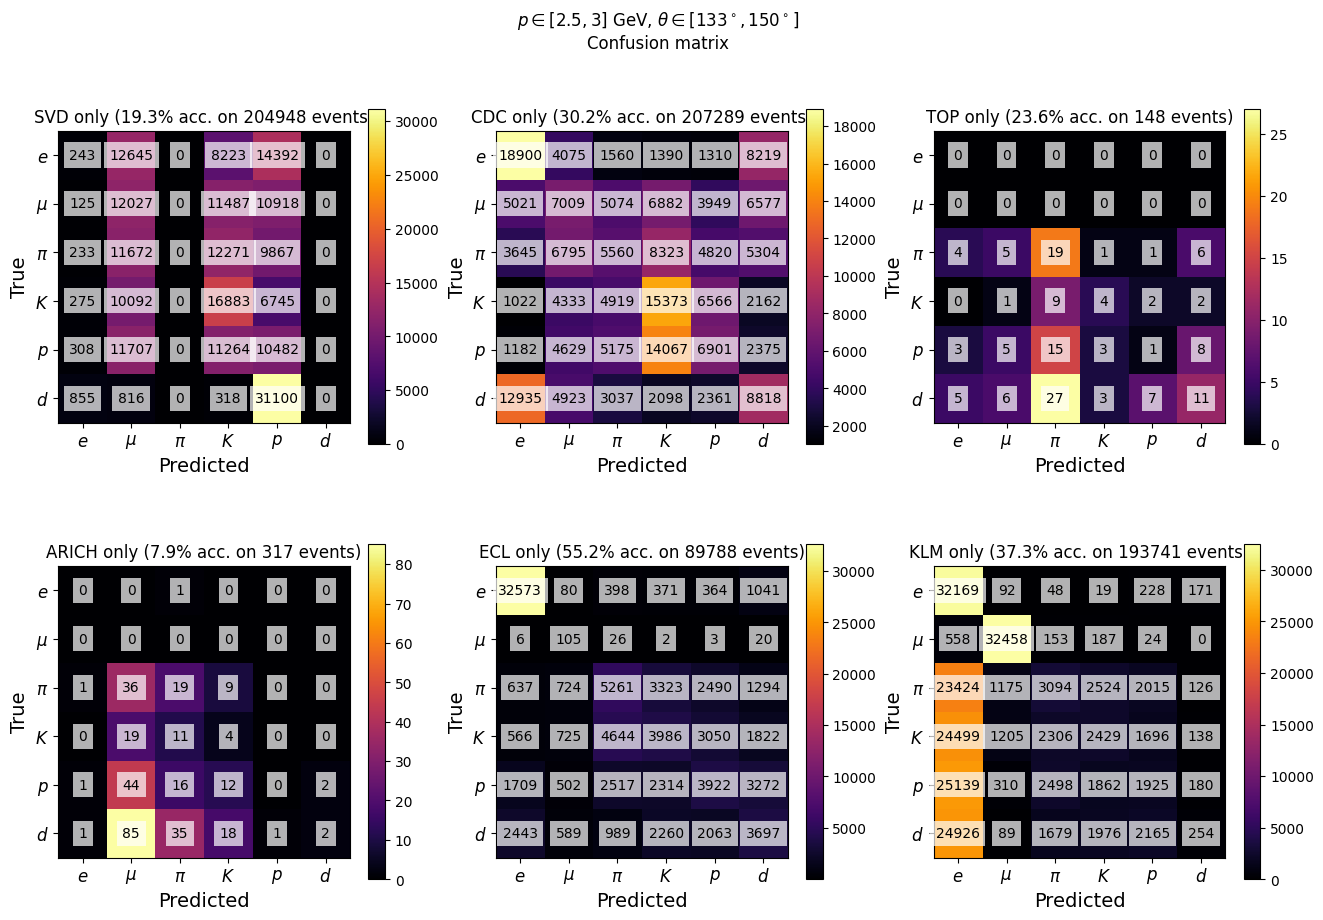 p ∈ [2.5, 3] GeV, θ ∈ [133°, 150°]
Confusion matrix
SVD only (19.3% acc. on 204948 events
e 243 12645 0 8223 14392 0
μ 125 12027 0 11487 10918 0
π 233 11672 0 12271 9867 0
K 275 10092 0 16883 6745 0
p 308 11707 0 11264 10482 0
d 855 816 0 318 31100 0
e μ π K p d
True
Predicted
30000
25000
20000
15000
10000
5000
0
CDC only (30.2% acc. on 207289 events
e 18900 4075 1560 1390 1310 8219
μ 5021 7009 5074 6882 3949 6577
π 3645 6795 5560 8323 4820 5304
K 1022 4333 4919 15373 6566 2162
p 1182 4629 5175 14067 6901 2375
d 12935 4923 3037 2098 2361 8818
e μ π K p d
True
Predicted
18000
16000
14000
12000
10000
8000
6000
4000
2000
TOP only (23.6% acc. on 148 events)
e 0 0 0 0 0 0
μ 0 0 0 0 0 0
π 4 5 19 1 1 6
K 0 1 9 4 2 2
p 3 5 15 3 1 8
d 5 6 27 3 7 11
e μ π K p d
True
Predicted
25
20
15
10
5
0
ARICH only (7.9% acc. on 317 events)
e 0 0 1 0 0 0
μ 0 0 0 0 0 0
π 1 36 19 9 0 0
K 0 19 11 4 0 0
p 1 44 16 12 0 2
d 1 85 35 18 1 2
e μ π K p d
True
Predicted
80
70
60
50
40
30
20
10
0
ECL only (55.2% acc. on 89788 events)
e 32573 80 398 371 364 1041
μ 6 105 26 2 3 20
π 637 724 5261 3323 2490 1294
K 566 725 4644 3986 3050 1822
p 1709 502 2517 2314 3922 3272
d 2443 589 989 2260 2063 3697
e μ π K p d
True
Predicted
30000
25000
20000
15000
10000
5000
KLM only (37.3% acc. on 193741 events
e 32169 92 48 19 228 171
μ 558 32458 153 187 24 0
π 23424 1175 3094 2524 2015 126
K 24499 1205 2306 2429 1696 138
p 25139 310 2498 1862 1925 180
d 24926 89 1679 1976 2165 254
e μ π K p d
True
Predicted
30000
25000
20000
15000
10000
5000
0